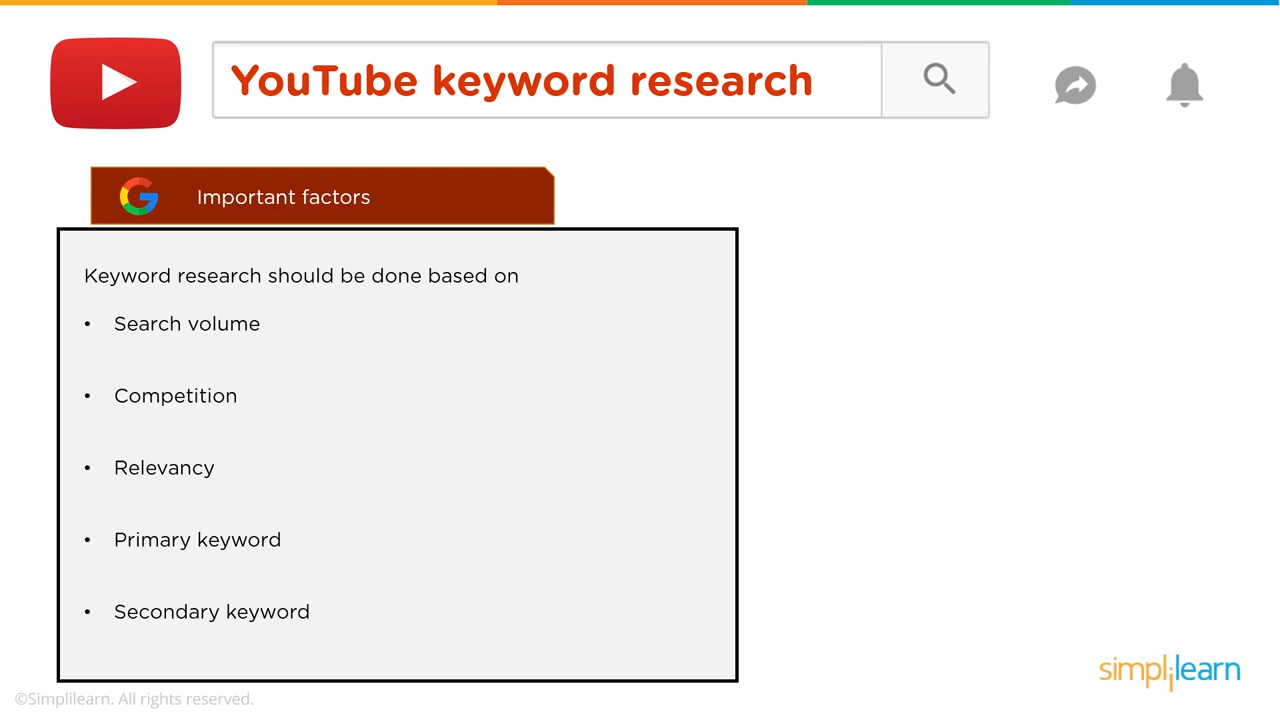 YouTube keyword research
Important factors
Keyword research should be done based on
• Search volume
• Competition
• Relevancy
• Primary keyword
• Secondary keyword
simplilearn
©Simplilearn. All rights reserved.